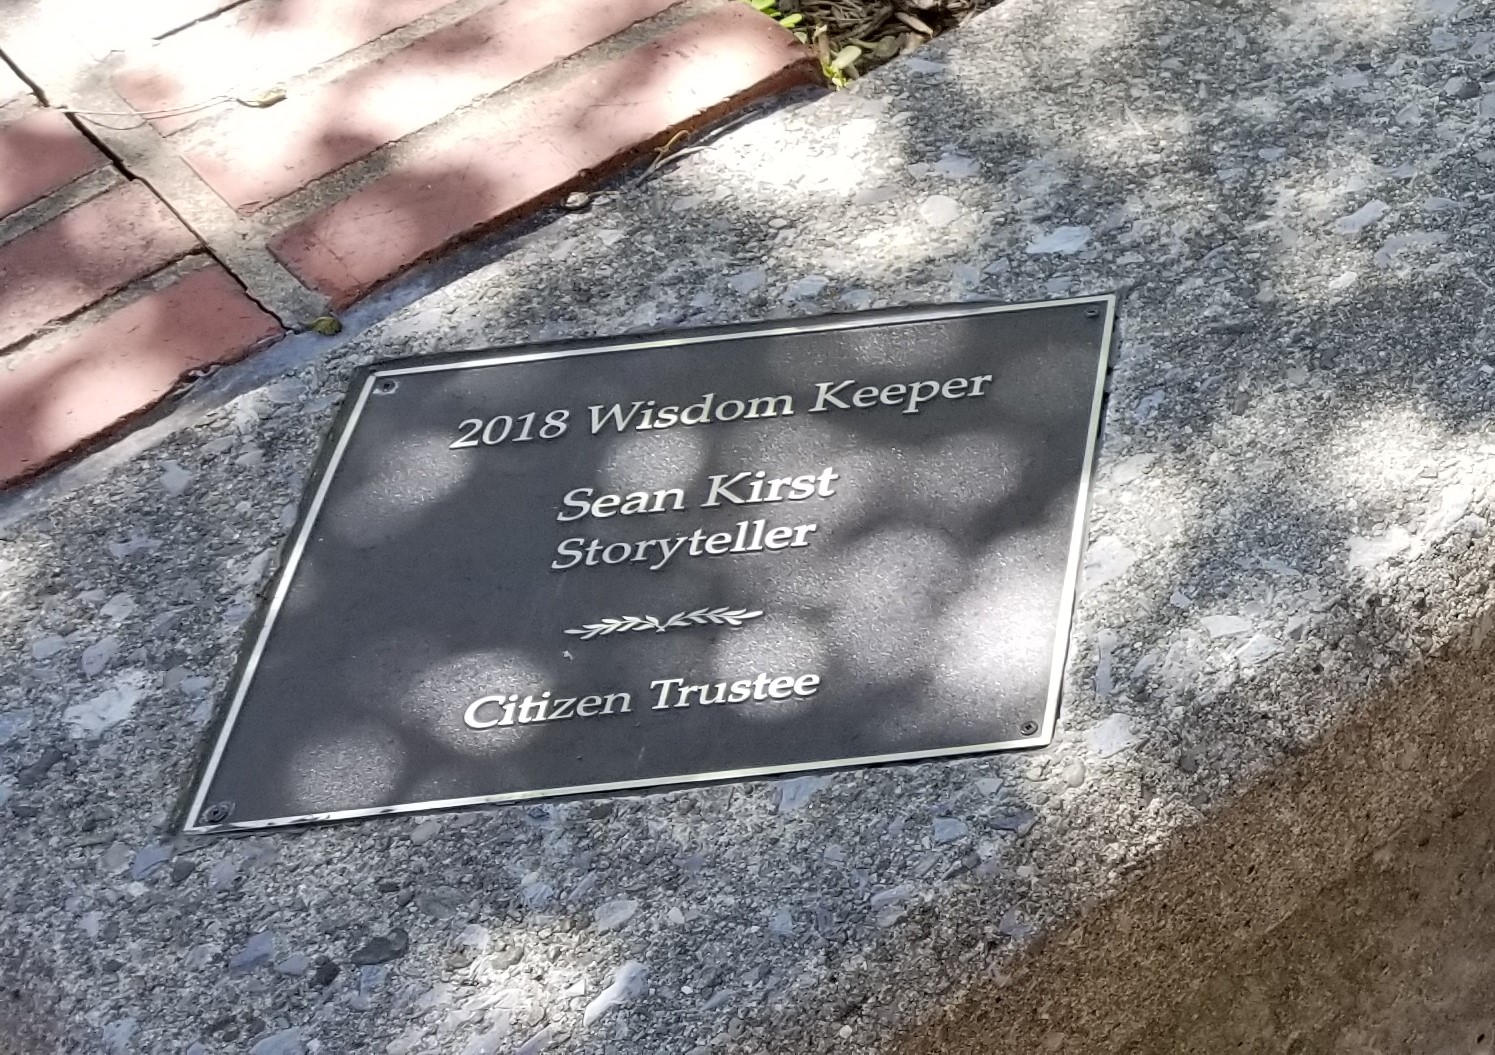 2018 Wisdom Keeper
Sean Kirst
Storyteller
Citizen Trustee